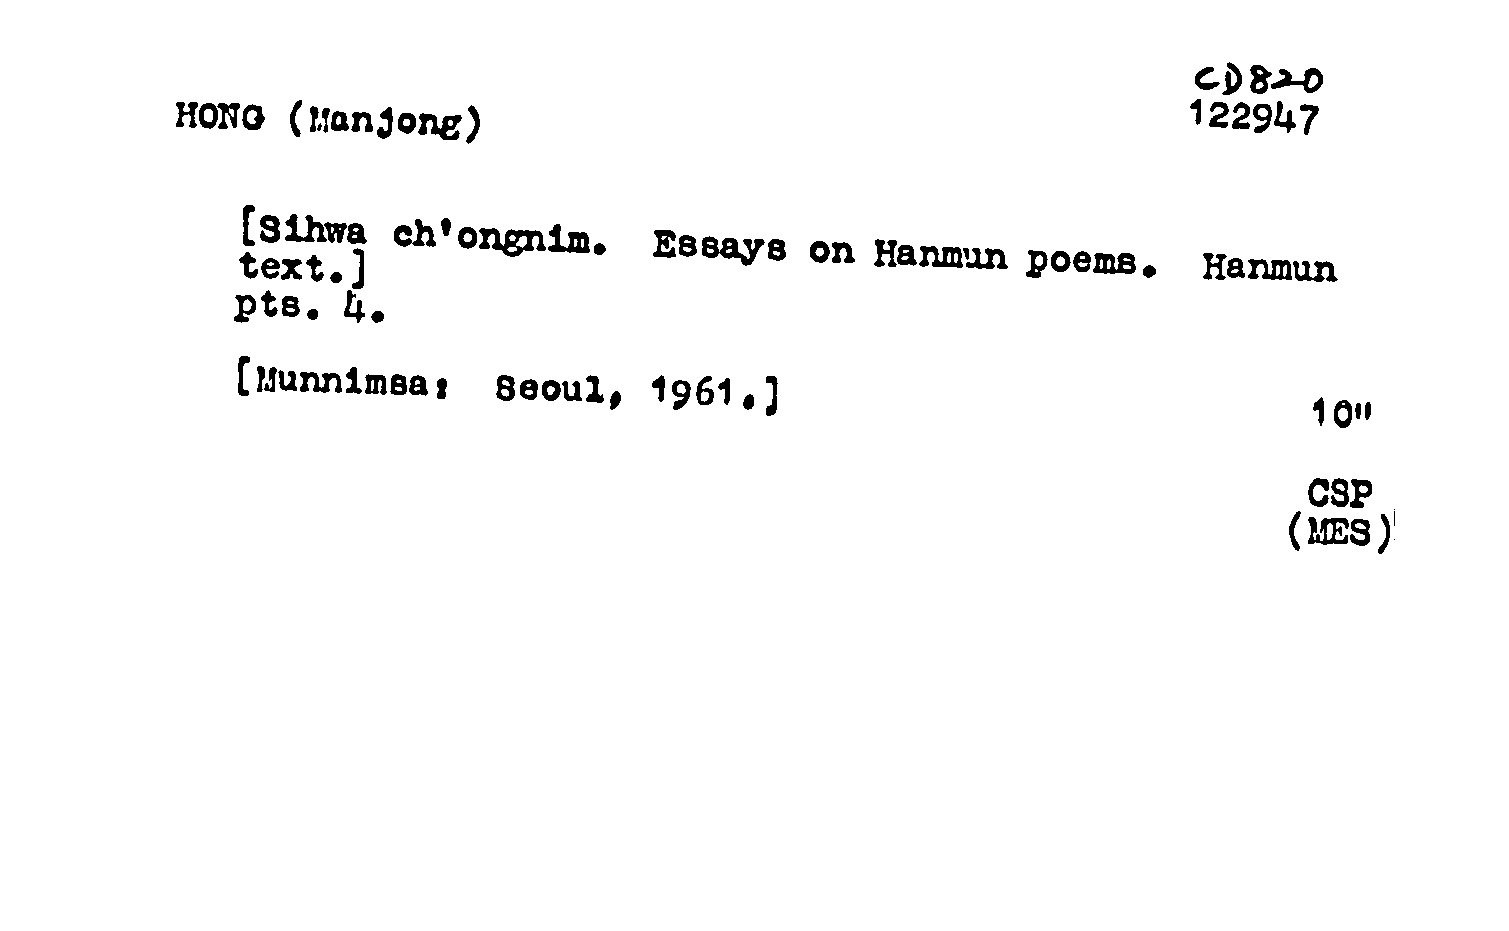 CD820
HONG (Manjong)
122947
[Sihwa ch'ongnim. Essays on Hanmun poems. Hanmun
text.]
pts. 4.
[Munnimsa: Seoul, 1961.]
10"
CSP
(MES)